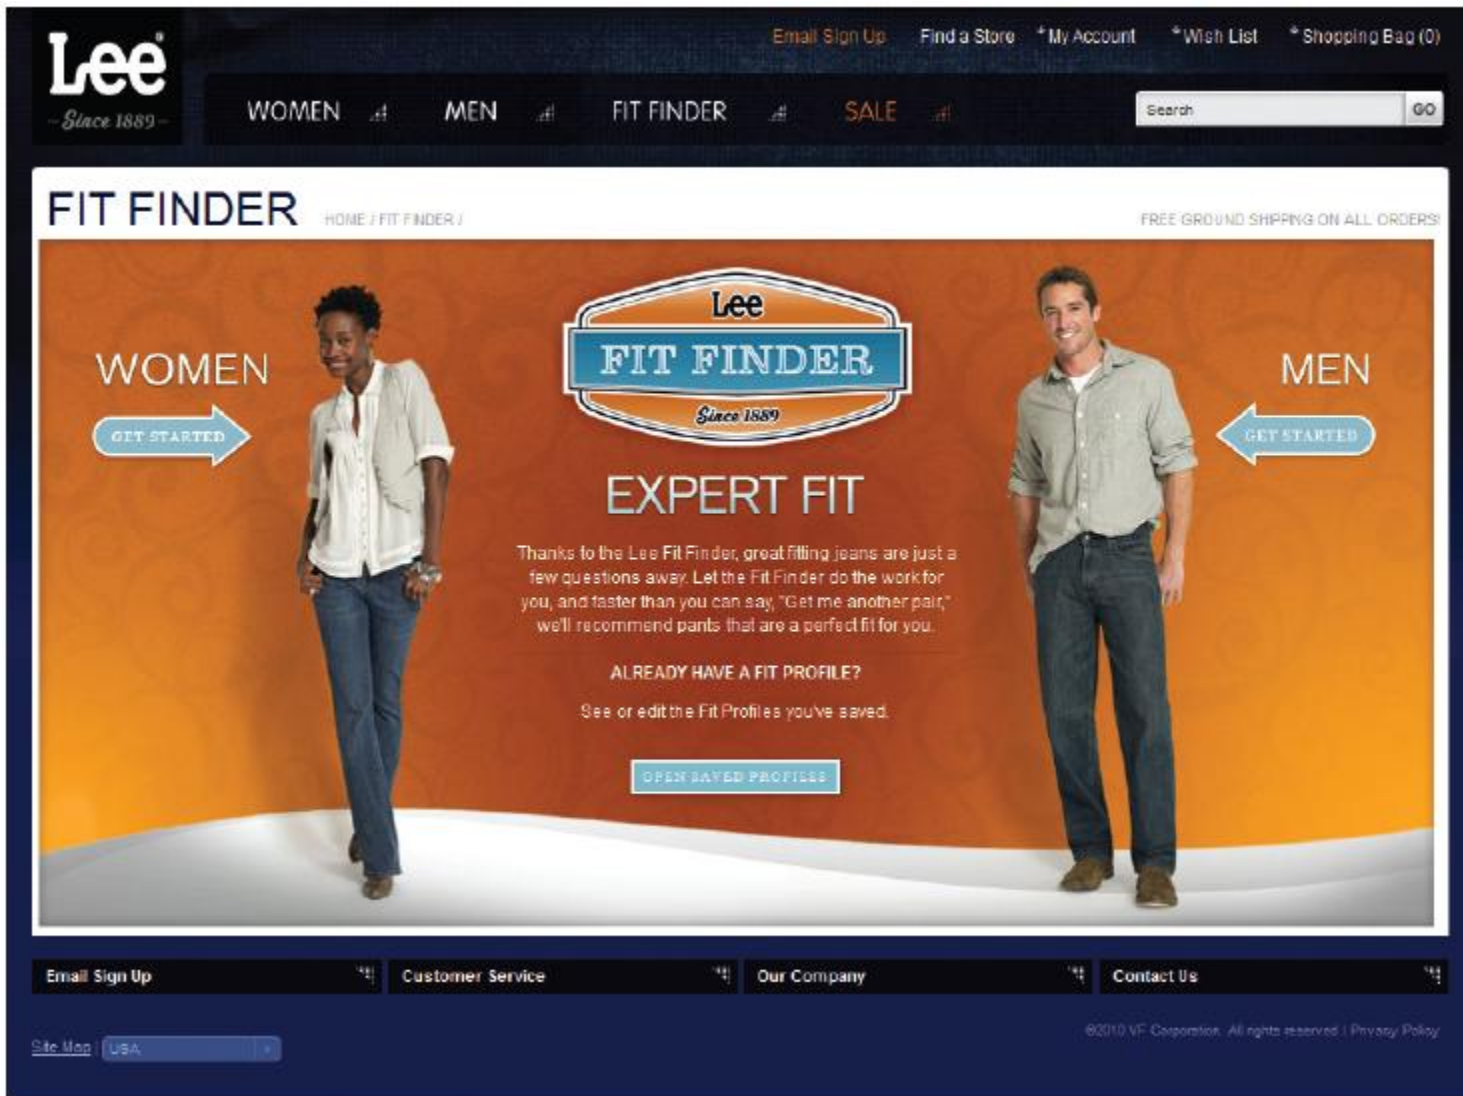 Lee®
Since 1889
Email Sign Up Find a Store My Account Wish List Shopping Bag (0)
WOMEN MEN FIT FINDER SALE
Search GO
FIT FINDER
HOME / FIT FINDER /
FREE GROUND SHIPPING ON ALL ORDERS!
WOMEN
GET STARTED
Lee
FIT FINDER
Since 1889
MEN
GET STARTED
EXPERT FIT
Thanks to the Lee Fit Finder, great fitting jeans are just a
few questions away. Let the Fit Finder do the work for
you, and faster than you can say, "Get me another pair,"
we'll recommend pants that are a perfect fit for you.
ALREADY HAVE A FIT PROFILE?
See or edit the Fit Profiles you've saved.
OPEN SAVED PROFILES
Email Sign Up Customer Service Our Company Contact Us
©2010 VF Corporation. All rights reserved | Privacy Policy
Site Map | USA